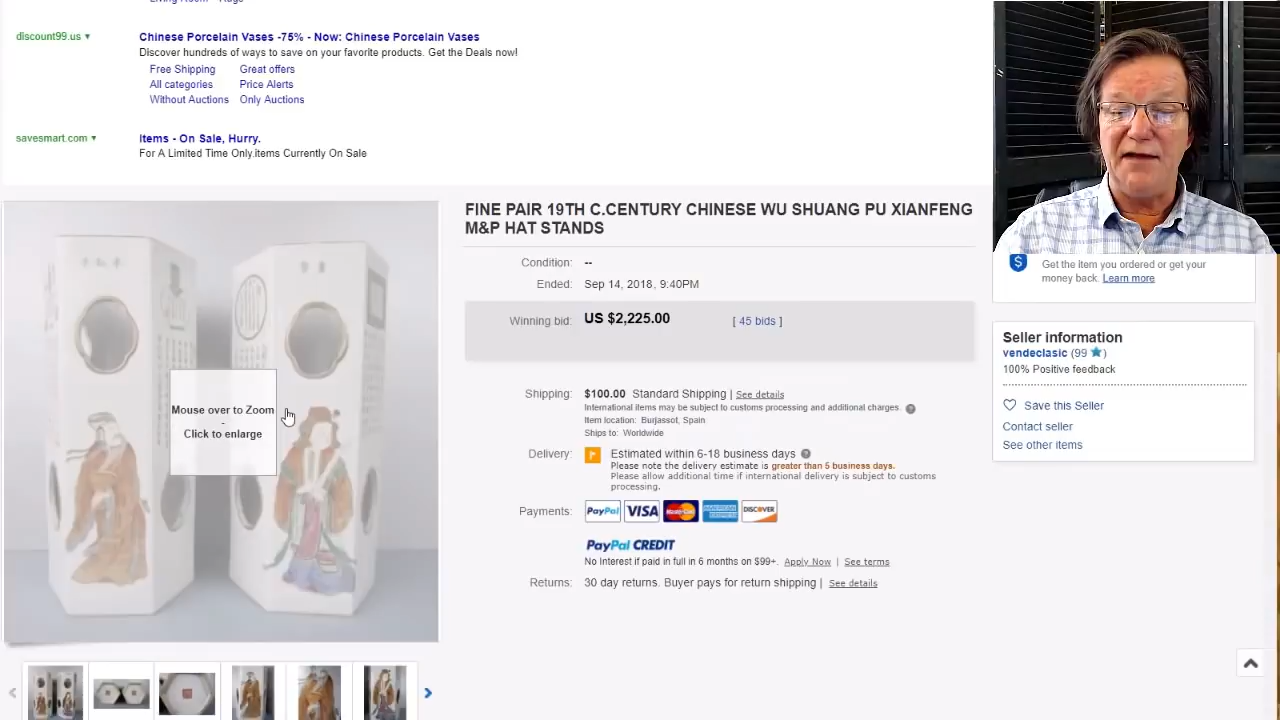 Living Room - Rugs
discount99.us ▾
Chinese Porcelain Vases -75% - Now: Chinese Porcelain Vases
Discover hundreds of ways to save on your favorite products. Get the Deals now!
Free Shipping Great offers
All categories Price Alerts
Without Auctions Only Auctions
savesmart.com ▾
Items - On Sale, Hurry.
For A Limited Time Only.items Currently On Sale
FINE PAIR 19TH C.CENTURY CHINESE WU SHUANG PU XIANFENG
M&P HAT STANDS
Condition: --
Ended: Sep 14, 2018, 9:40PM
Winning bid: US $2,225.00 [ 45 bids ]
Mouse over to Zoom
-
Click to enlarge
Shipping: $100.00 Standard Shipping | See details
International items may be subject to customs processing and additional charges. ?
Item location: Burjassot, Spain
Ships to: Worldwide
Delivery: Estimated within 6-18 business days ?
Please note the delivery estimate is greater than 5 business days.
Please allow additional time if international delivery is subject to customs
processing.
Payments: PayPal VISA MasterCard AMERICAN EXPRESS DISCOVER
PayPal CREDIT
No Interest if paid in full in 6 months on $99+. Apply Now | See terms
Returns: 30 day returns. Buyer pays for return shipping | See details
$ Get the item you ordered or get your
money back. Learn more
Seller information
vendeclasic (99 ★)
100% Positive feedback
Save this Seller
Contact seller
See other items